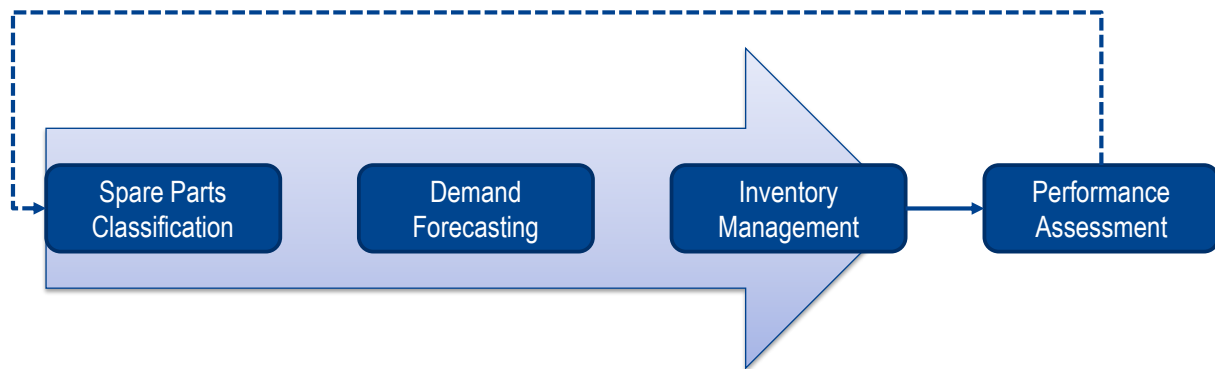 Spare Parts
Classification
Demand
Forecasting
Inventory
Management
Performance
Assessment